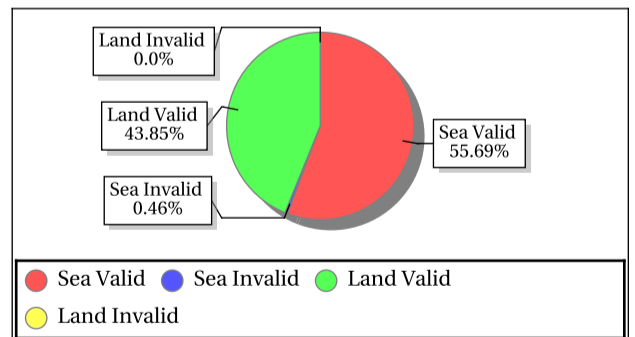 Land Invalid
0.0%
Land Valid
43.85%
Sea Valid
55.69%
Sea Invalid
0.46%
Sea Valid
Sea Invalid
Land Valid
Land Invalid